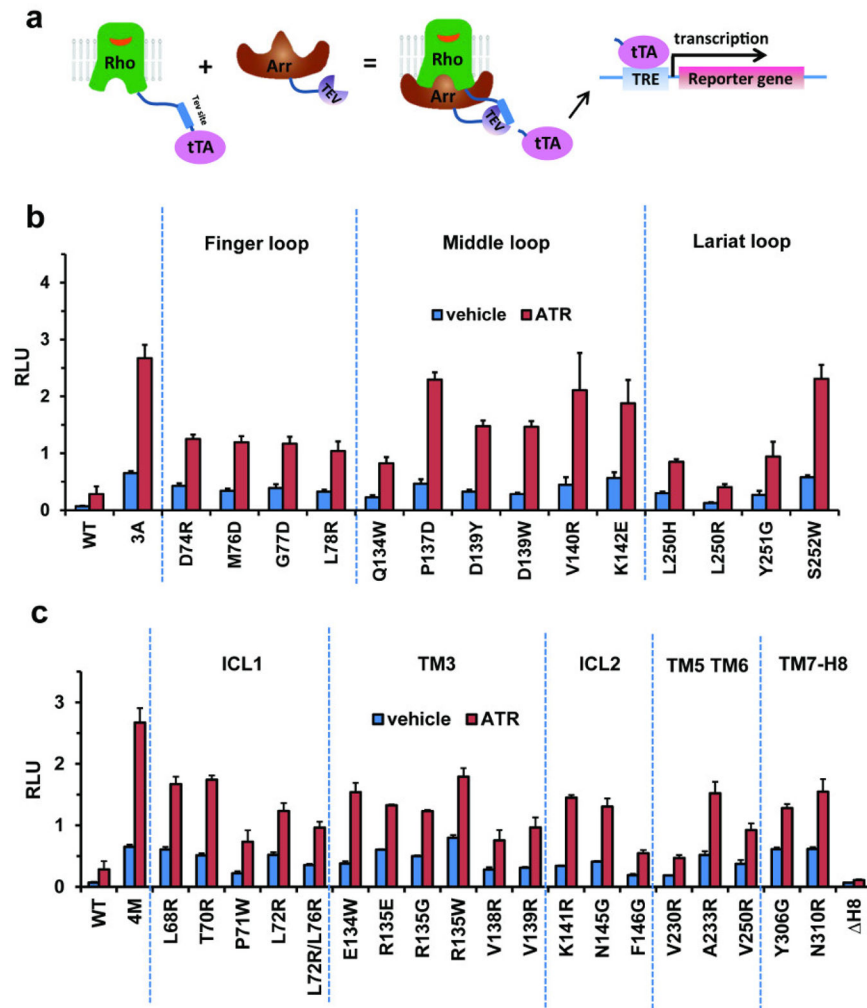 a
Rho
Tev site
tTA
+
Arr
TEV
=
Rho
Arr
TEV
tTA
tTA
transcription
TRE
Reporter gene
b
Finger loop
Middle loop
Lariat loop
vehicle
ATR
RLU
4
3
2
1
0
WT
3A
D74R
M76D
G77D
L78R
Q134W
P137D
D139Y
D139W
V140R
K142E
L250H
L250R
Y251G
S252W
c
ICL1
TM3
ICL2
TM5 TM6
TM7-H8
vehicle
ATR
RLU
3
2
1
0
WT
4M
L68R
T70R
P71W
L72R
L72R/L76R
E134W
R135E
R135G
R135W
V138R
V139R
K141R
N145G
F146G
V230R
A233R
V250R
Y306G
N310R
ΔH8